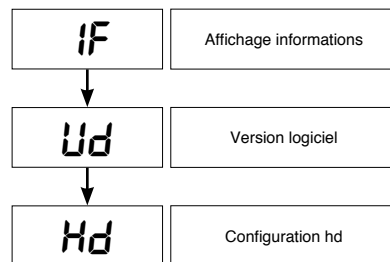 IF
Affichage informations
Ud
Version logiciel
Hd
Configuration hd